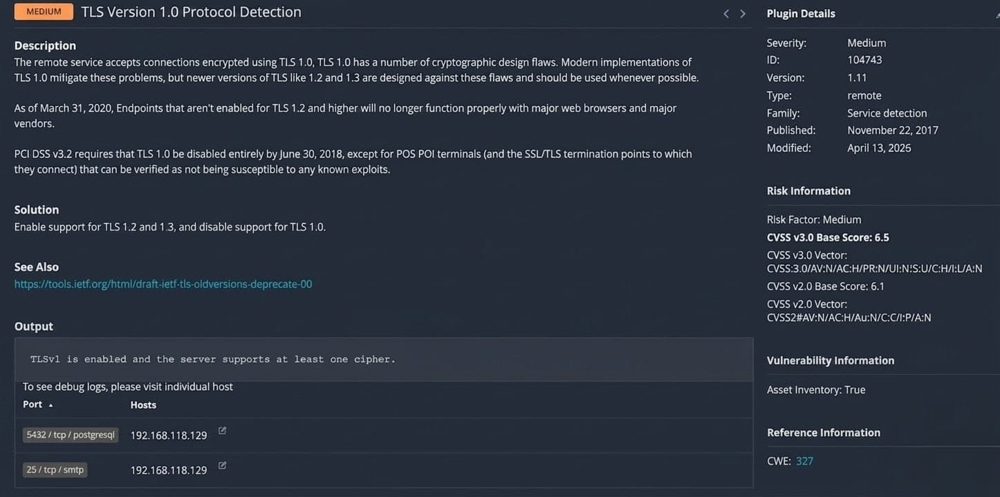 MEDIUM TLS Version 1.0 Protocol Detection
Description
The remote service accepts connections encrypted using TLS 1.0, TLS 1.0 has a number of cryptographic design flaws. Modern implementations of
TLS 1.0 mitigate these problems, but newer versions of TLS like 1.2 and 1.3 are designed against these flaws and should be used whenever possible.
As of March 31, 2020, Endpoints that aren't enabled for TLS 1.2 and higher will no longer function properly with major web browsers and major
vendors.
PCI DSS v3.2 requires that TLS 1.0 be disabled entirely by June 30, 2018, except for POS POI terminals (and the SSL/TLS termination points to which
they connect) that can be verified as not being susceptible to any known exploits.
Solution
Enable support for TLS 1.2 and 1.3, and disable support for TLS 1.0.
See Also
https://tools.ietf.org/html/draft-ietf-tls-oldversions-deprecate-00
Output
TLSv1 is enabled and the server supports at least one cipher.
To see debug logs, please visit individual host
Port Hosts
5432 / tcp / postgresql 192.168.118.129
25 / tcp / smtp 192.168.118.129
Plugin Details
Severity: Medium
ID: 104743
Version: 1.11
Type: remote
Family: Service detection
Published: November 22, 2017
Modified: April 13, 2026
Risk Information
Risk Factor: Medium
CVSS v3.0 Base Score: 6.5
CVSS v3.0 Vector:
CVSS:3.0/AV:N/AC:H/PR:N/UI:N:S:U/C:H/I:L/A:N
CVSS v2.0 Base Score: 6.1
CVSS v2.0 Vector:
CVSS2#AV:N/AC:H/Au:N/C:C/I:P/A:N
Vulnerability Information
Asset Inventory: True
Reference Information
CWE: 327